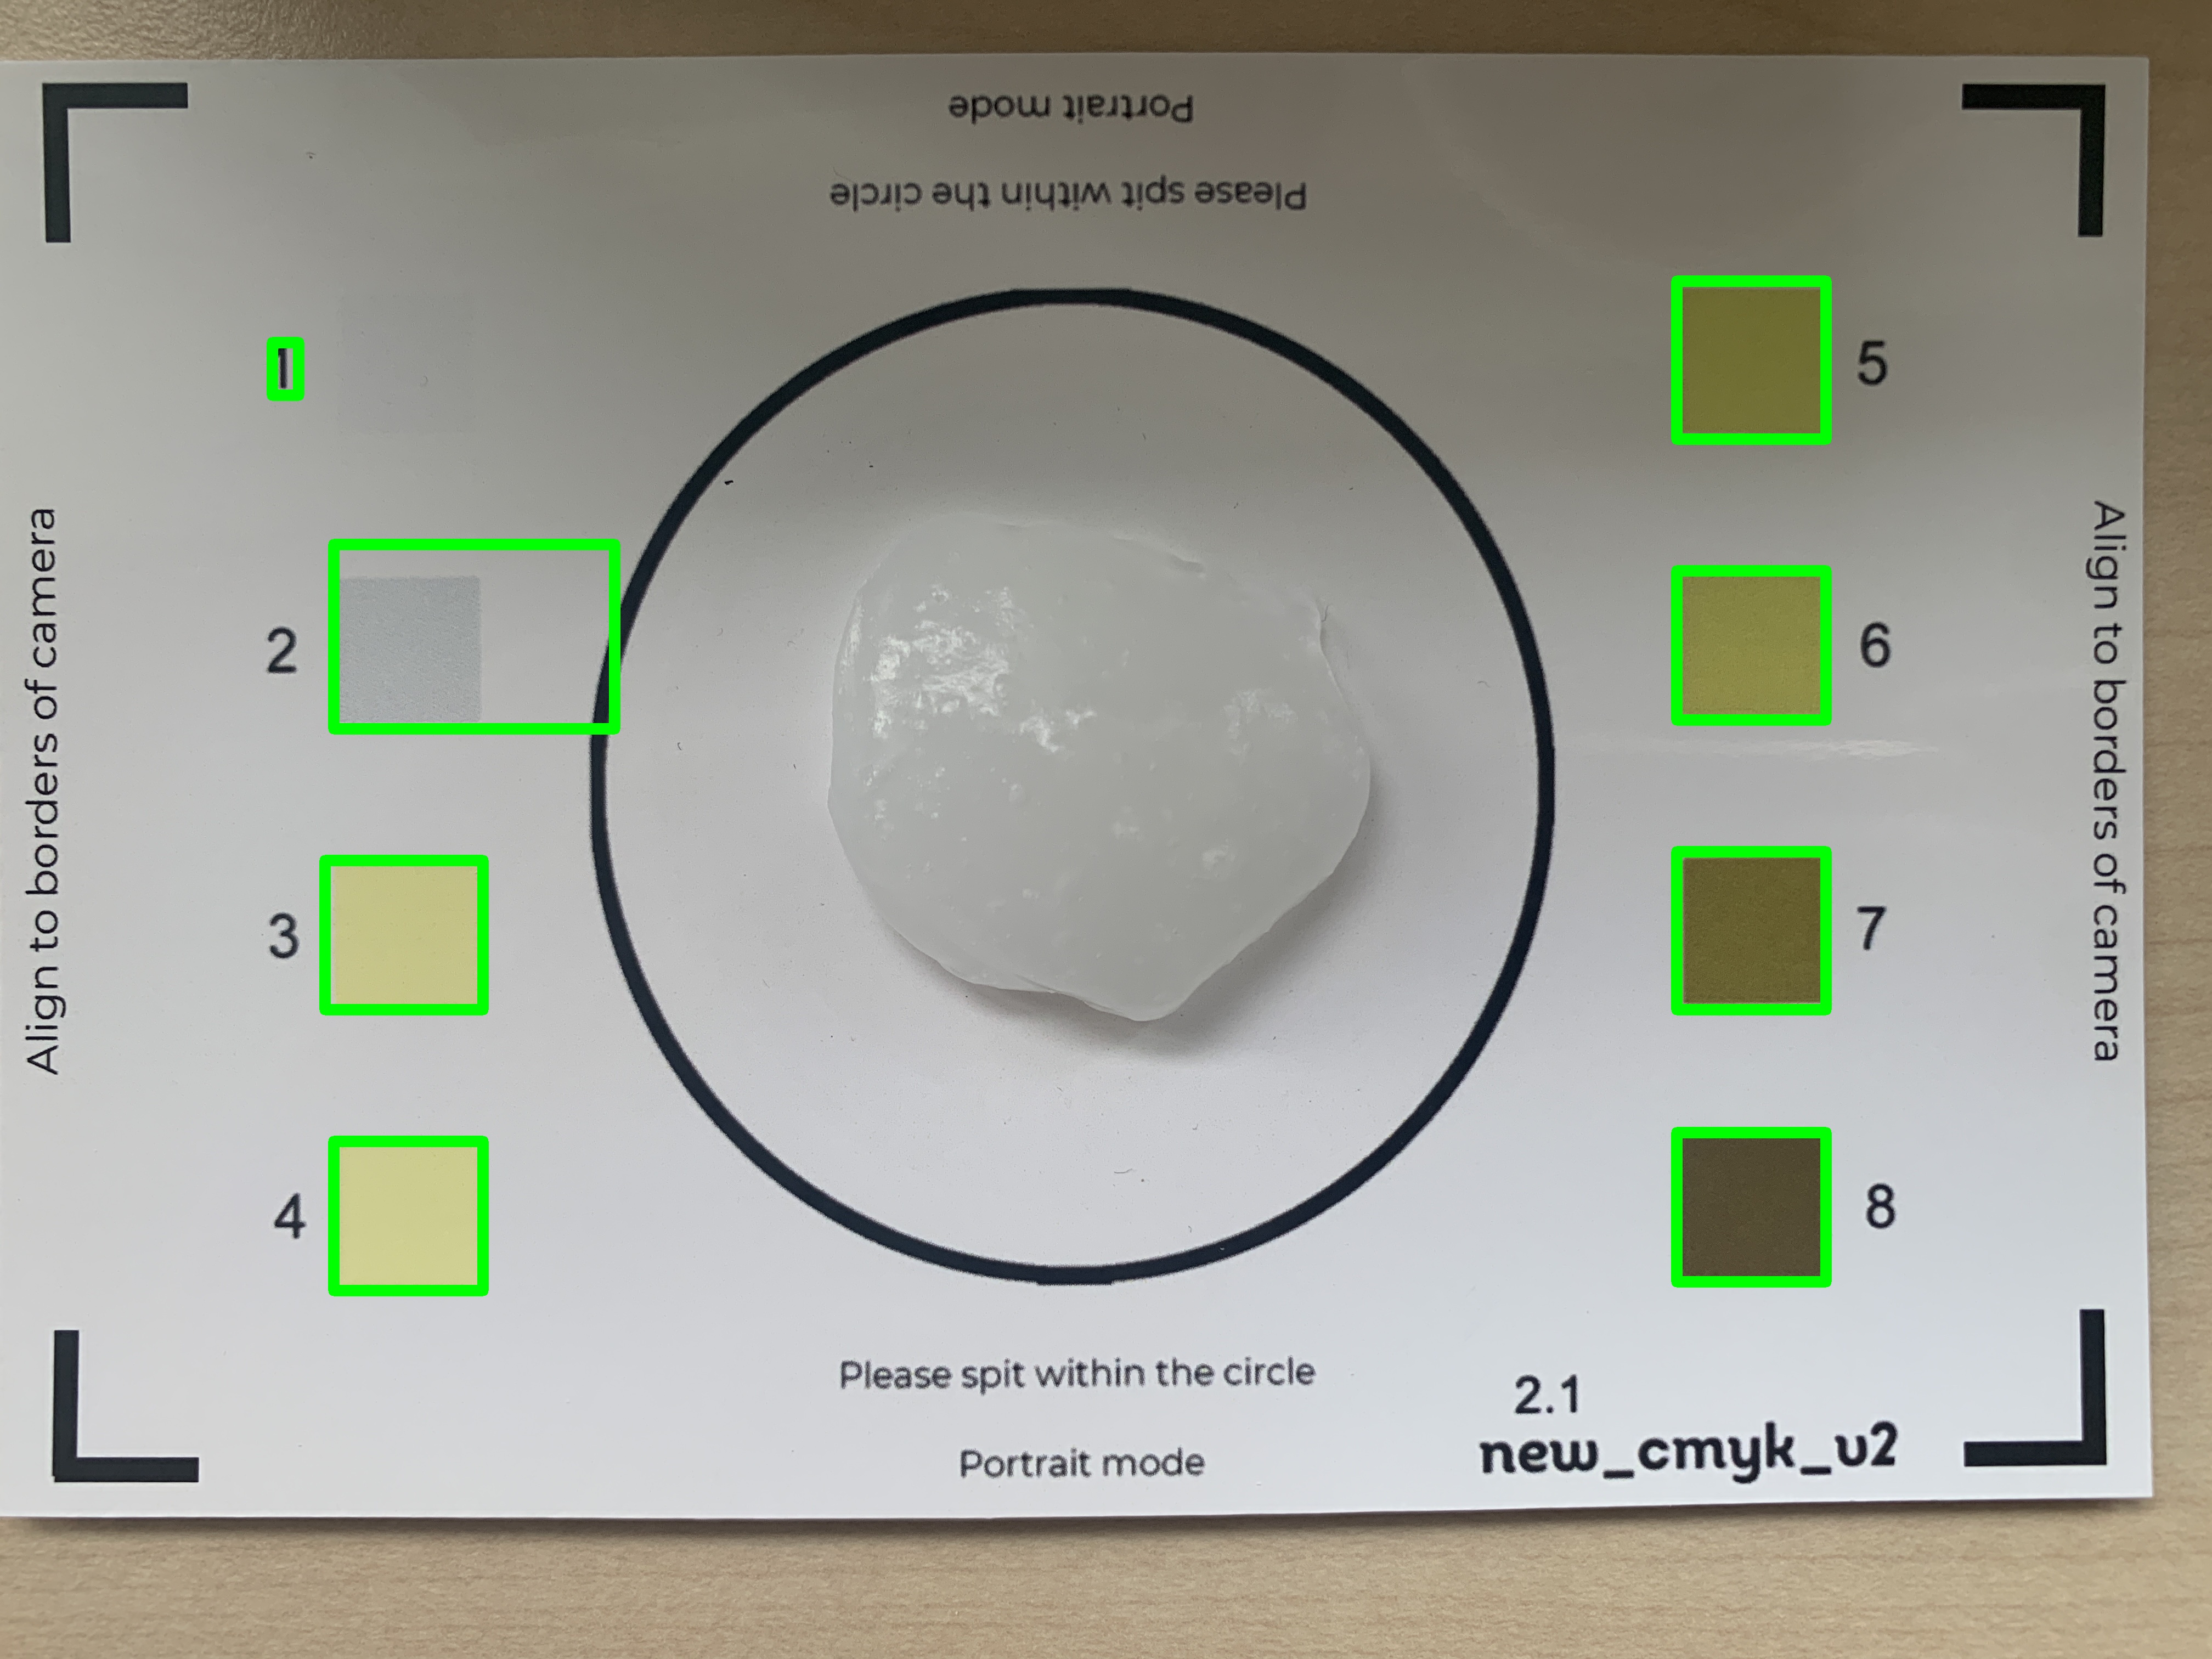 Portrait mode
Please spit within the circle
1
2
3
4
5
6
7
8
Align to borders of camera
Align to borders of camera
Please spit within the circle
Portrait mode
2.1
new_cmyk_v2